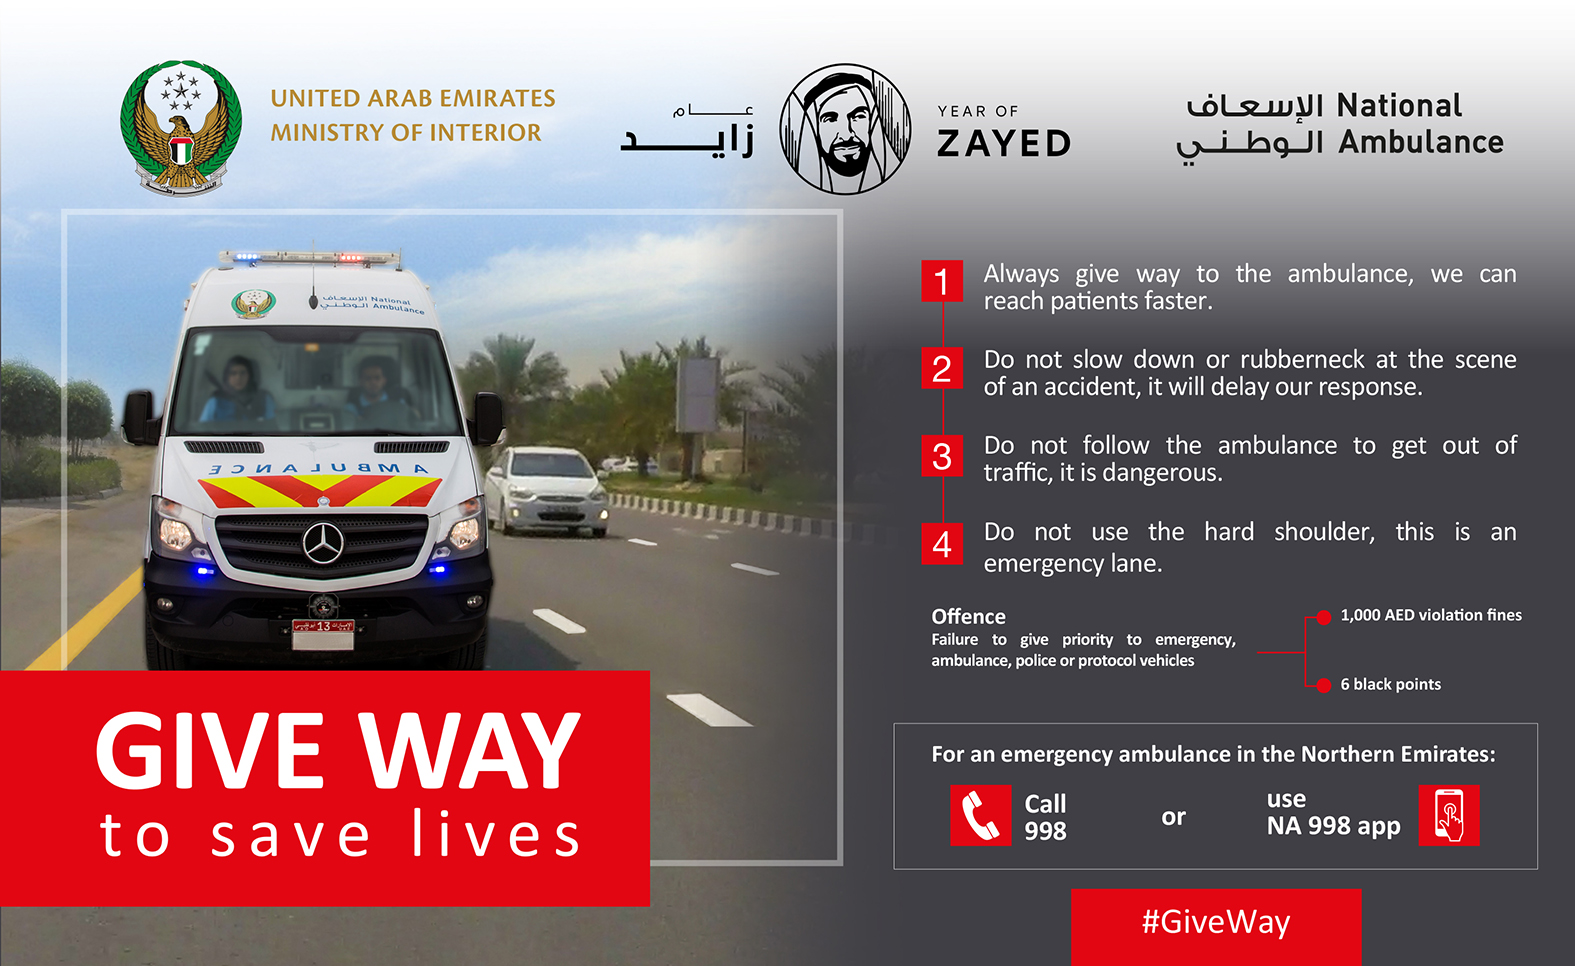 UNITED ARAB EMIRATES
MINISTRY OF INTERIOR
عام
زايد
YEAR OF
ZAYED
الإسعاف National
الوطني Ambulance
الإسعاف National
الوطني Ambulance
AMBULANCE
13
GIVE WAY
to save lives
1 Always give way to the ambulance, we can
reach patients faster.
2 Do not slow down or rubberneck at the scene
of an accident, it will delay our response.
3 Do not follow the ambulance to get out of
traffic, it is dangerous.
4 Do not use the hard shoulder, this is an
emergency lane.
Offence
Failure to give priority to emergency,
ambulance, police or protocol vehicles
1,000 AED violation fines
6 black points
For an emergency ambulance in the Northern Emirates:
Call
998
or
use
NA 998 app
#GiveWay